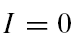 I = 0